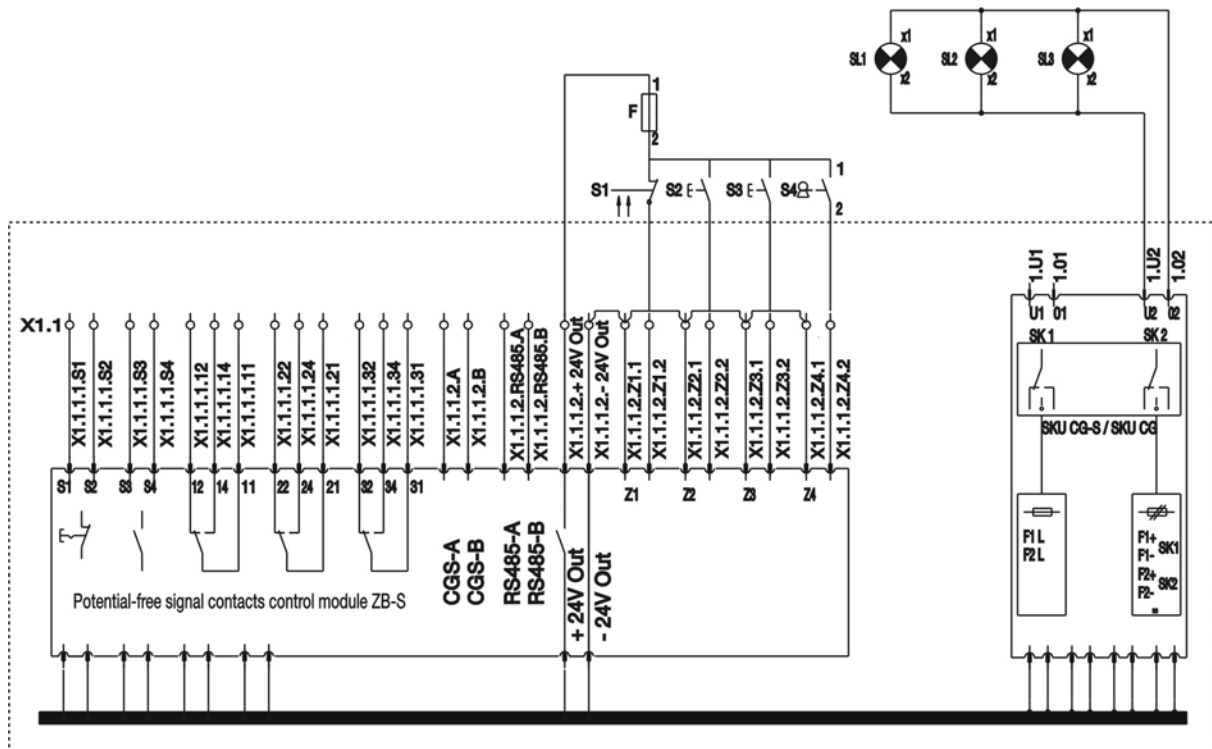 x1 x1 x1
SL1 SL2 SL3
x2 x2 x2
1
F
2
1
S1 S2 S3 S4
2
1.U1 1.01 1.U2 1.02
U1 01 U2 02
SK 1 SK 2
SKU CG-S / SKU CG
X1.1
X1.1.1.1.S1
X1.1.1.1.S2
X1.1.1.1.S3
X1.1.1.1.S4
X1.1.1.1.12
X1.1.1.1.14
X1.1.1.1.11
X1.1.1.1.22
X1.1.1.1.24
X1.1.1.1.21
X1.1.1.1.32
X1.1.1.1.34
X1.1.1.1.31
X1.1.1.2.A
X1.1.1.2.B
X1.1.1.2.RS485.A
X1.1.1.2.RS485.B
X1.1.1.2.+ 24V Out
X1.1.1.2.- 24V Out
X1.1.1.2.Z1.1
X1.1.1.2.Z1.2
X1.1.1.2.Z2.1
X1.1.1.2.Z2.2
X1.1.1.2.Z3.1
X1.1.1.2.Z3.2
X1.1.1.2.Z4.1
X1.1.1.2.Z4.2
S1 S2 S3 S4 12 14 11 22 24 21 32 34 31 Z1 Z2 Z3 Z4
CGS-A
CGS-B
RS485-A
RS485-B
+ 24V Out
- 24V Out
Potential-free signal contacts control module ZB-S
F1 L
F2 L
F1+
F1- SK1
F2+
F2- SK2
=